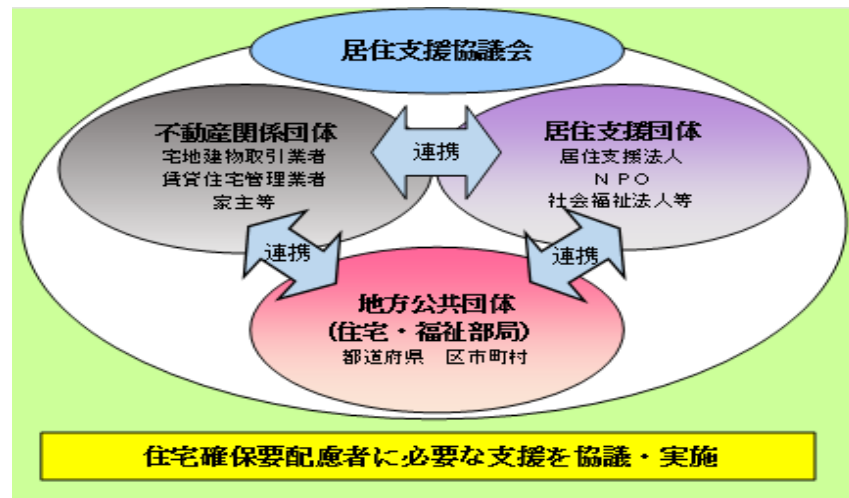 居住支援協議会
不動産関係団体
宅地建物取引業者
賃貸住宅管理業者
家主等
連携
居住支援団体
居住支援法人
ＮＰＯ
社会福祉法人等
連携
連携
地方公共団体
(住宅・福祉部局)
都道府県　区市町村
住宅確保要配慮者に必要な支援を協議・実施